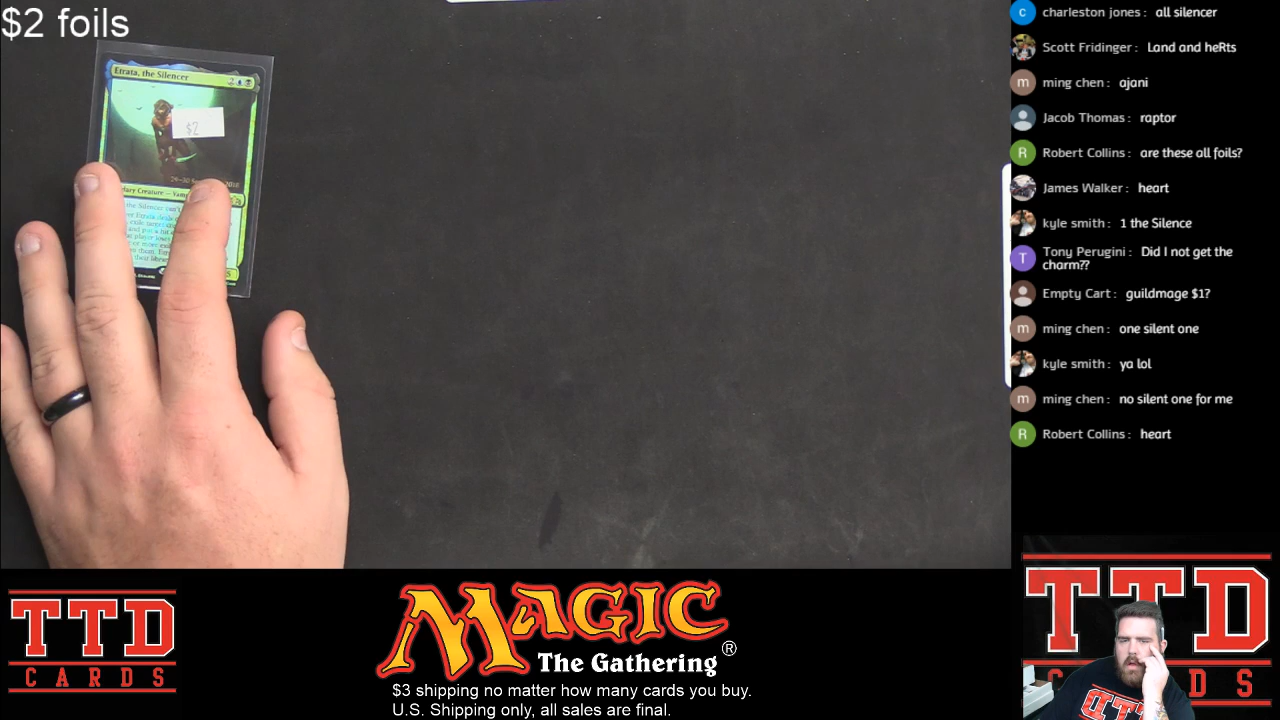 $2 foils
Etrata, the Silencer
$2
charleston jones : all silencer
Scott Fridinger : Land and heRts
ming chen : ajani
Jacob Thomas : raptor
Robert Collins : are these all foils?
James Walker : heart
kyle smith : 1 the Silence
Tony Perugini : Did I not get the
charm??
Empty Cart : guildmage $1?
ming chen : one silent one
kyle smith : ya lol
ming chen : no silent one for me
Robert Collins : heart
TTD
CARDS
MAGIC
The Gathering®
$3 shipping no matter how many cards you buy.
U.S. Shipping only, all sales are final.
TTD